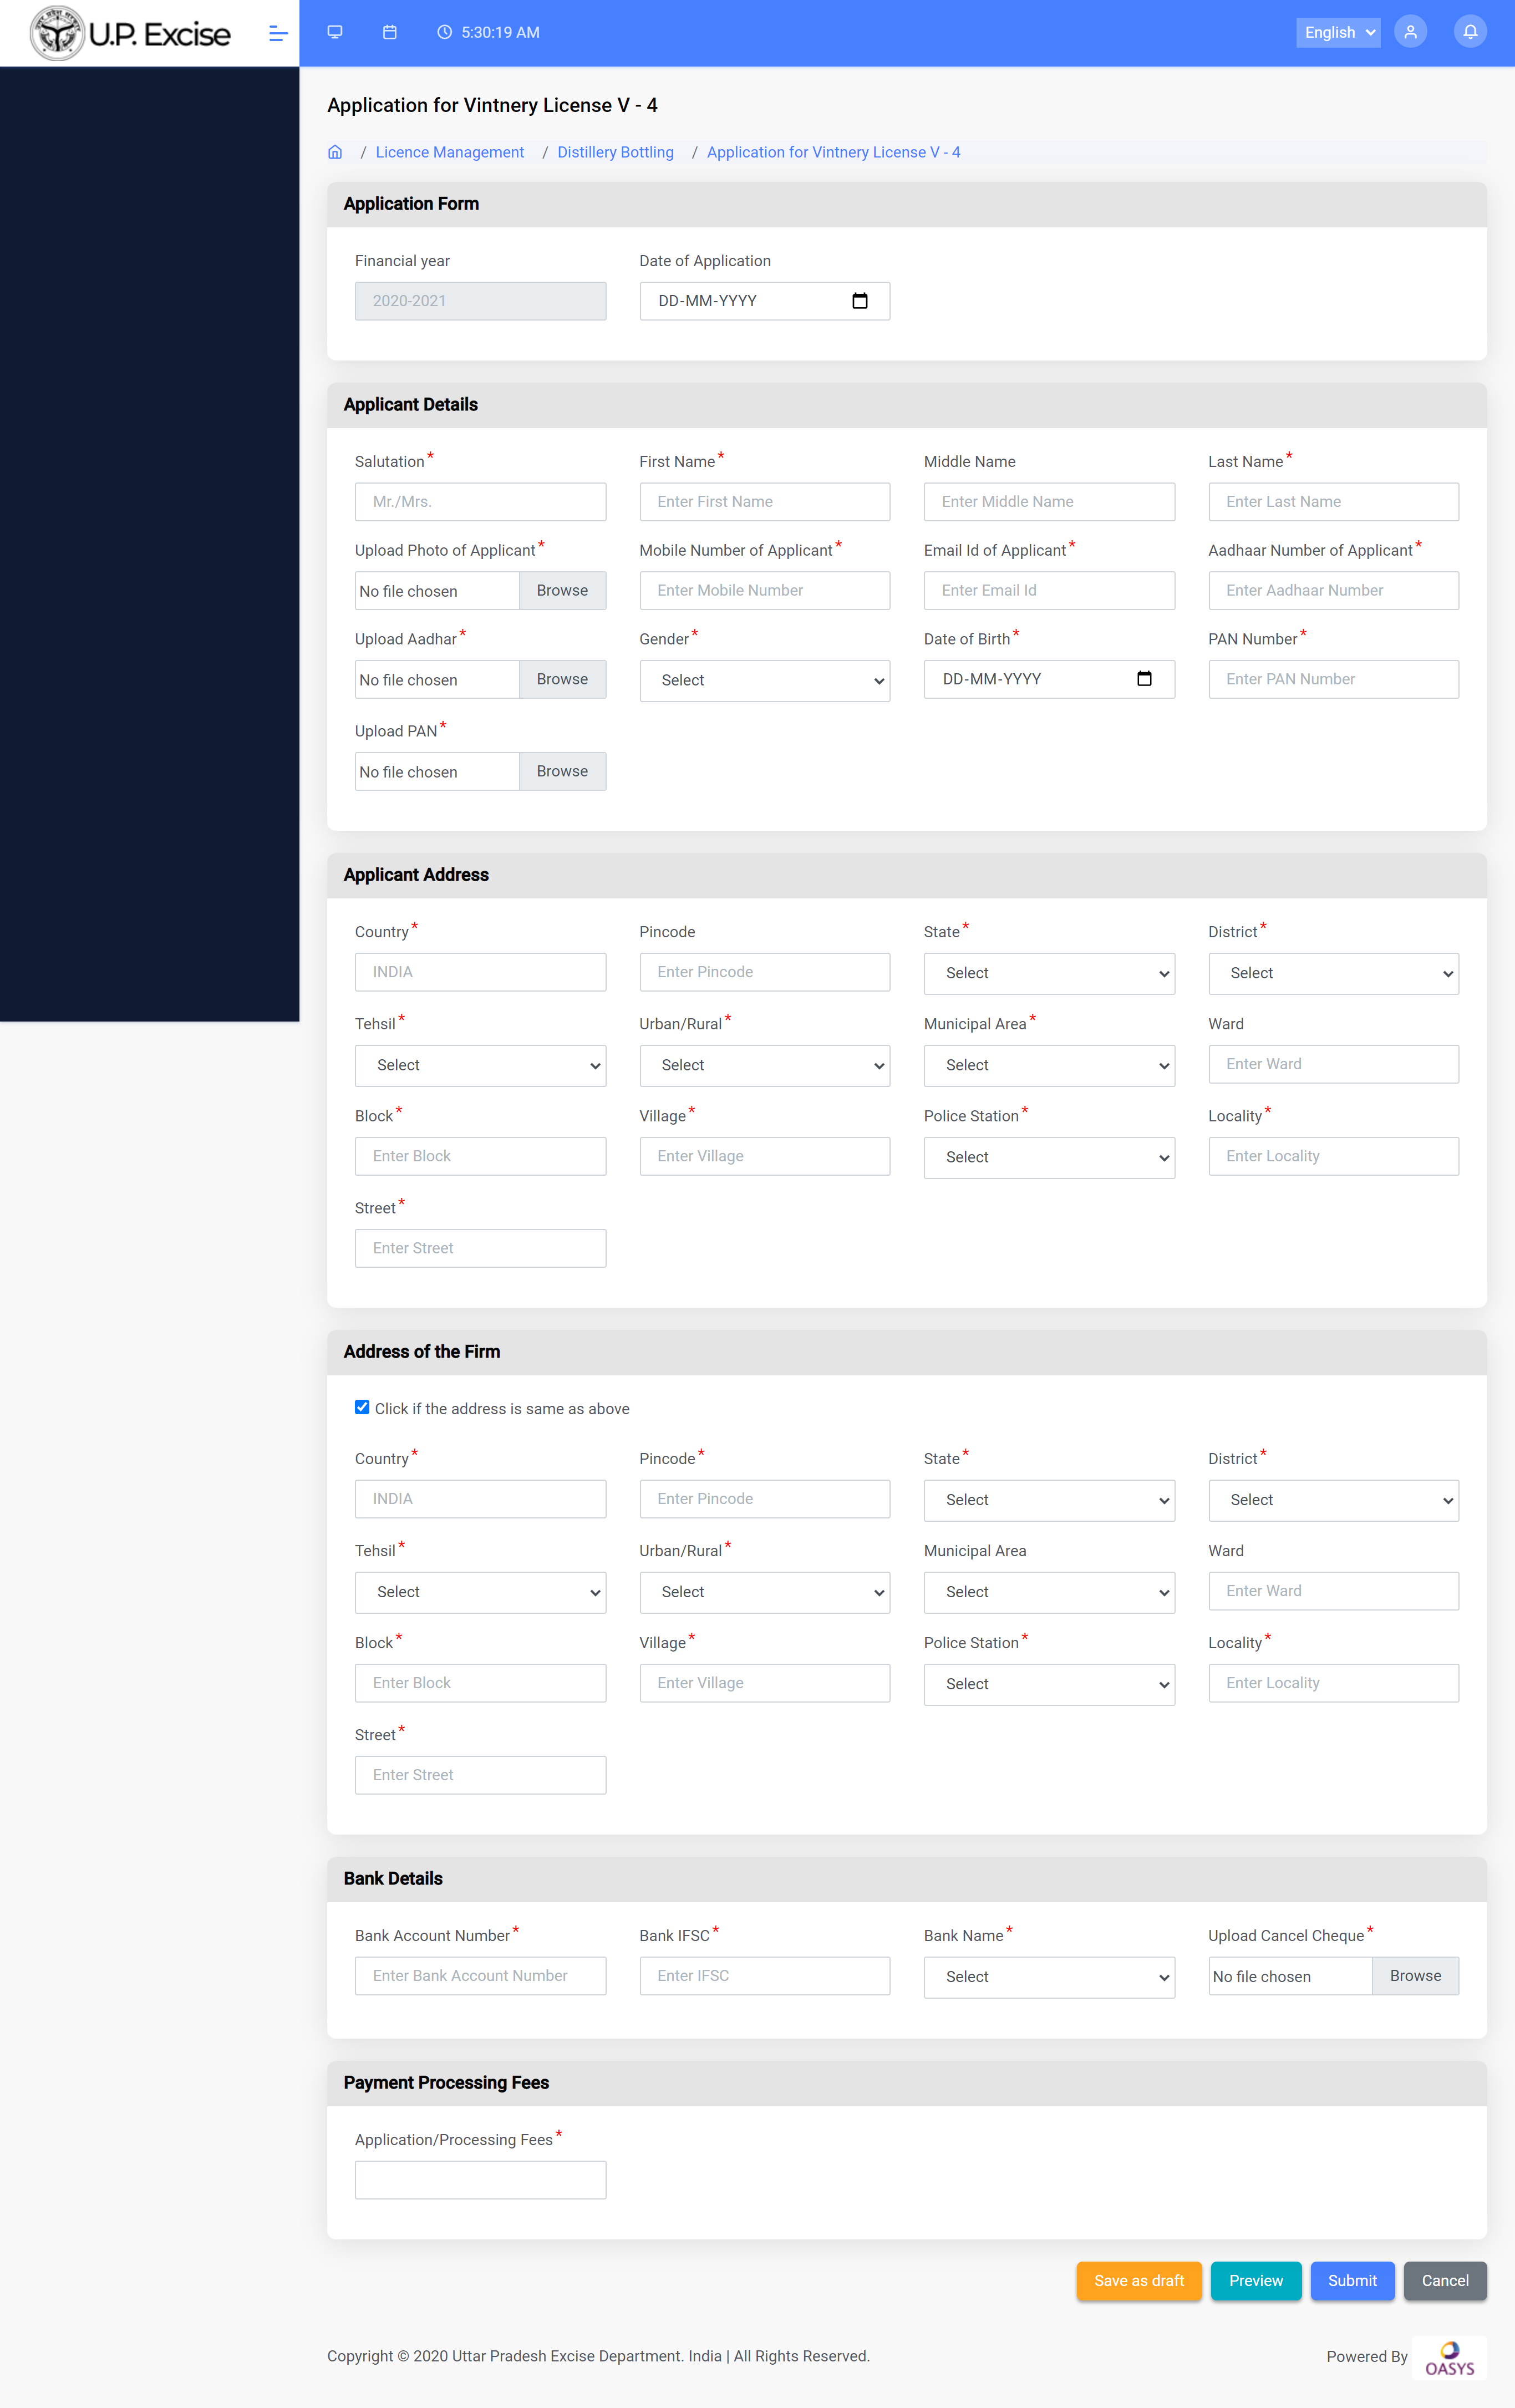 U.P. Excise
5:30:19 AM
English
Application for Vintnery License V - 4
/ Licence Management / Distillery Bottling / Application for Vintnery License V - 4
Application Form
Financial year Date of Application
2020-2021 DD-MM-YYYY
Applicant Details
Salutation* First Name* Middle Name Last Name*
Mr./Mrs. Enter First Name Enter Middle Name Enter Last Name
Upload Photo of Applicant* Mobile Number of Applicant* Email Id of Applicant* Aadhaar Number of Applicant*
No file chosen Browse Enter Mobile Number Enter Email Id Enter Aadhaar Number
Upload Aadhar* Gender* Date of Birth* PAN Number*
No file chosen Browse Select DD-MM-YYYY Enter PAN Number
Upload PAN*
No file chosen Browse
Applicant Address
Country* Pincode State* District*
INDIA Enter Pincode Select Select
Tehsil* Urban/Rural* Municipal Area* Ward
Select Select Select Enter Ward
Block* Village* Police Station* Locality*
Enter Block Enter Village Select Enter Locality
Street*
Enter Street
Address of the Firm
Click if the address is same as above
Country* Pincode* State* District*
INDIA Enter Pincode Select Select
Tehsil* Urban/Rural* Municipal Area Ward
Select Select Select Enter Ward
Block* Village* Police Station* Locality*
Enter Block Enter Village Select Enter Locality
Street*
Enter Street
Bank Details
Bank Account Number* Bank IFSC* Bank Name* Upload Cancel Cheque*
Enter Bank Account Number Enter IFSC Select No file chosen Browse
Payment Processing Fees
Application/Processing Fees*
Save as draft Preview Submit Cancel
Copyright © 2020 Uttar Pradesh Excise Department. India | All Rights Reserved. Powered By OASYS